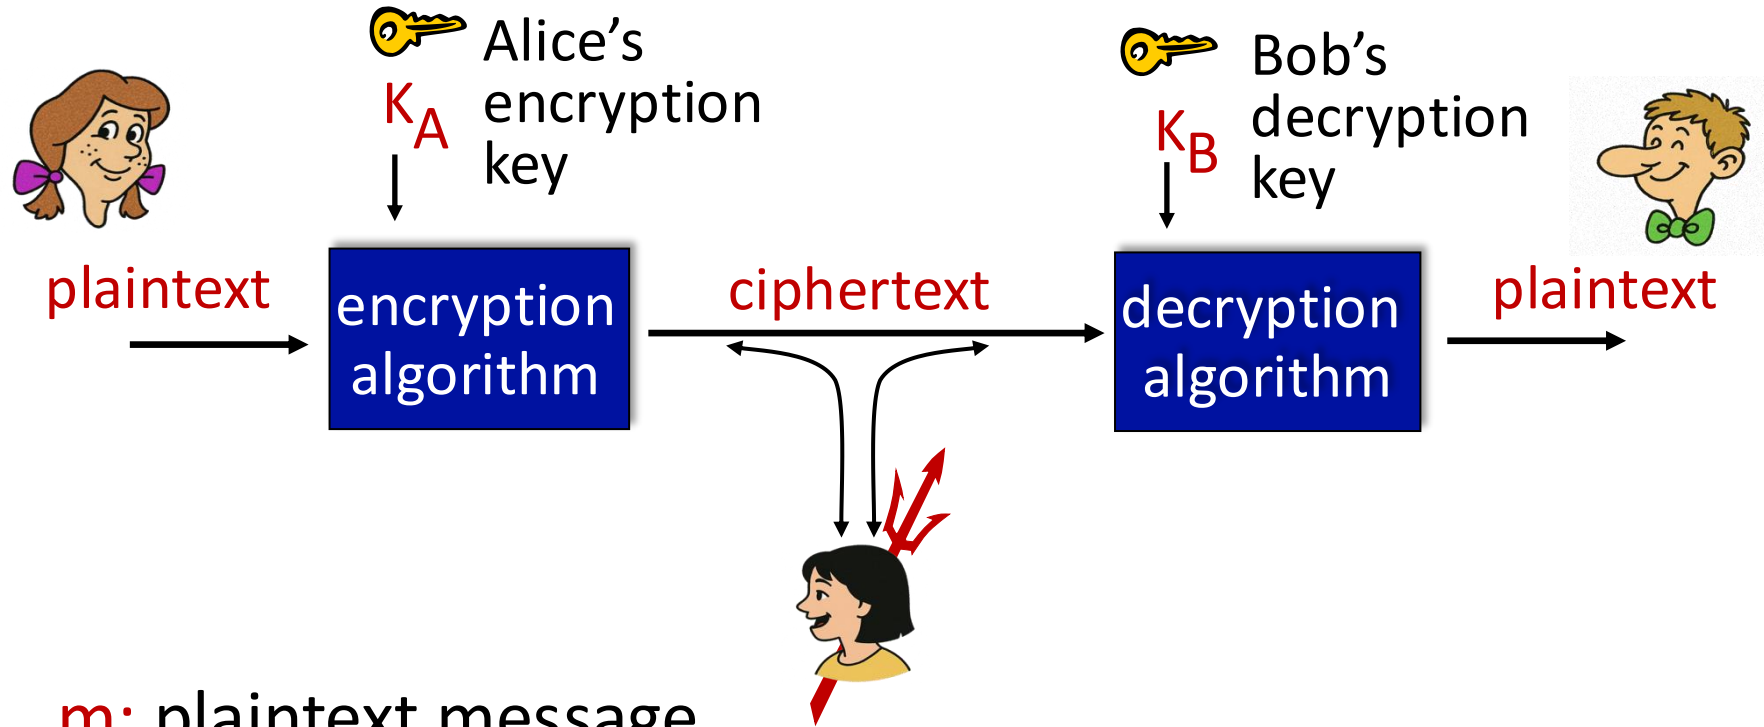 Alice’s
encryption
key
K
A
Bob’s
decryption
key
K
B
plaintext
encryption
algorithm
ciphertext
decryption
algorithm
plaintext
m: plaintext message